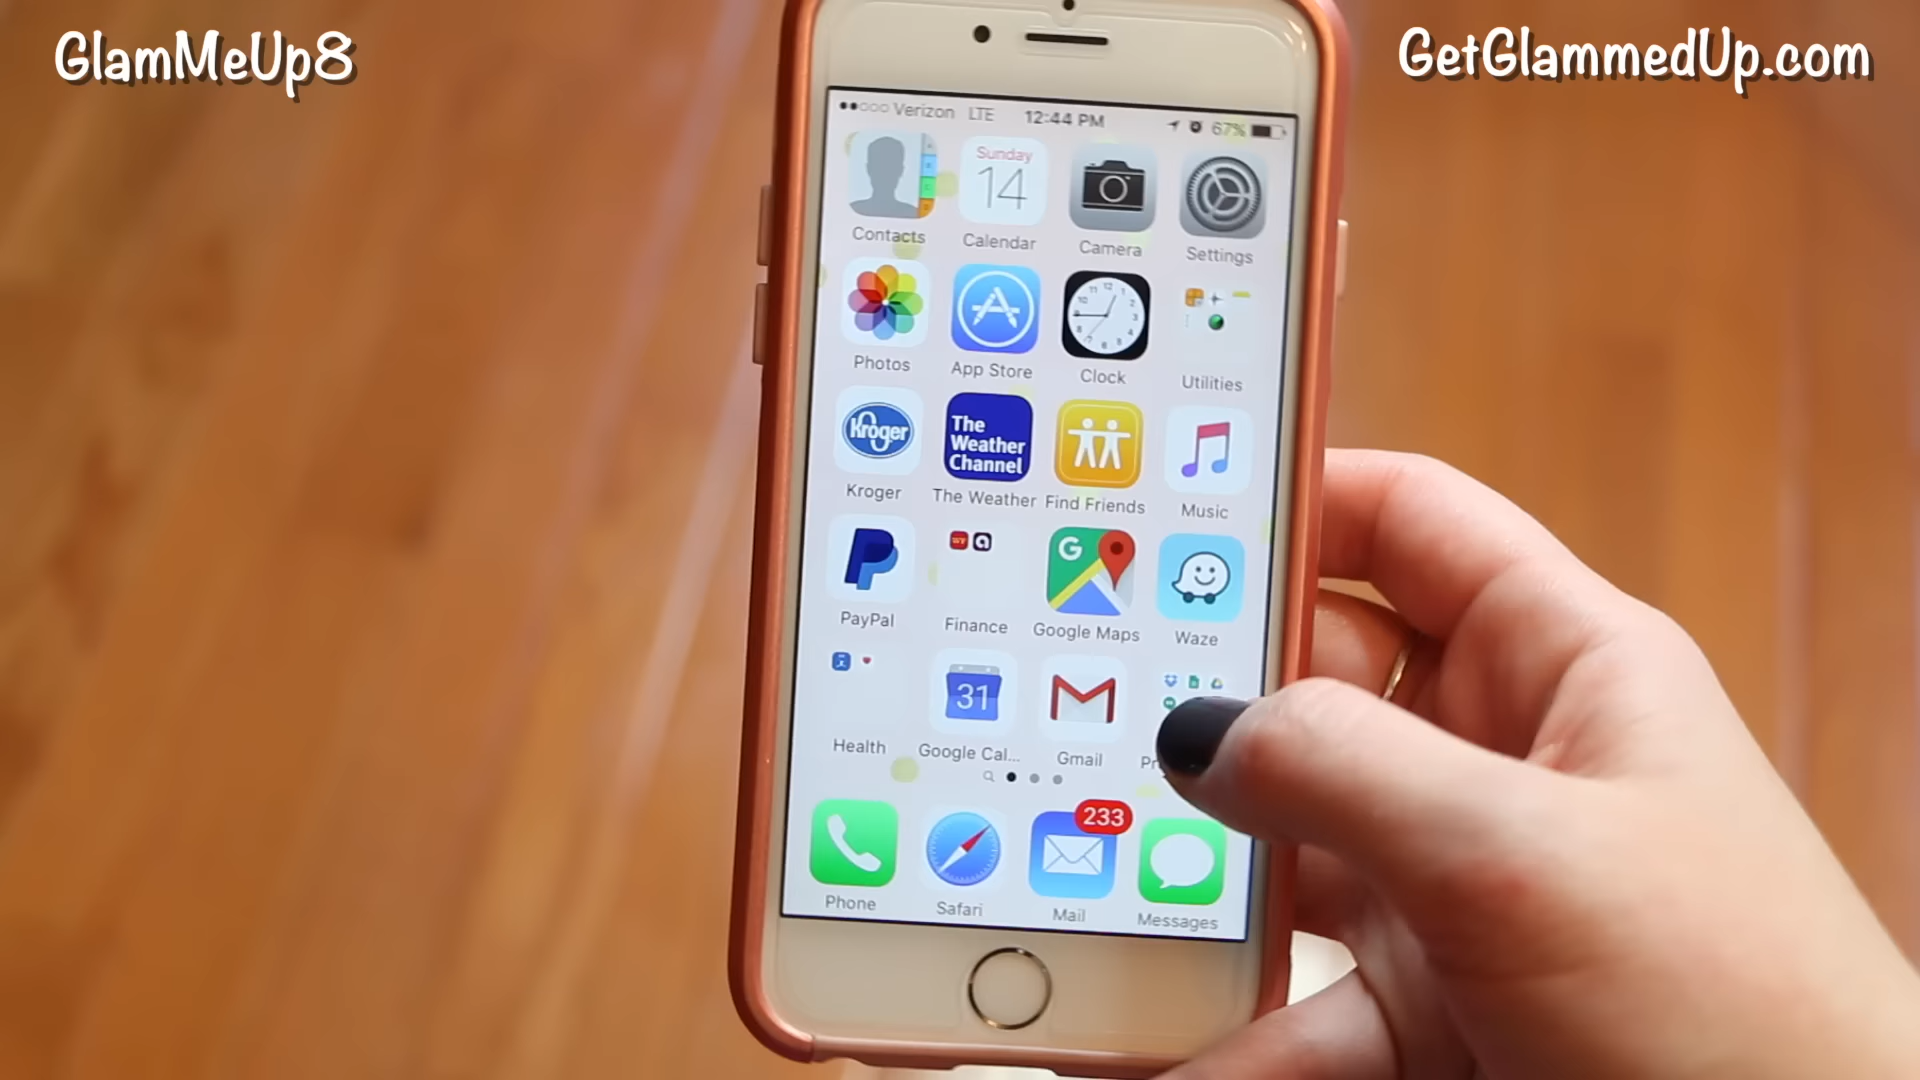 GlamMeUp8
GetGlammedUp.com
Verizon LTE 12:44 PM 67%
Sunday
14
Contacts Calendar Camera Settings
Photos App Store Clock Utilities
Kroger
The
Weather
Channel
Kroger The Weather Find Friends Music
G
PayPal Finance Google Maps Waze
31
Health Google Cal... Gmail
233
Phone Safari Mail Messages